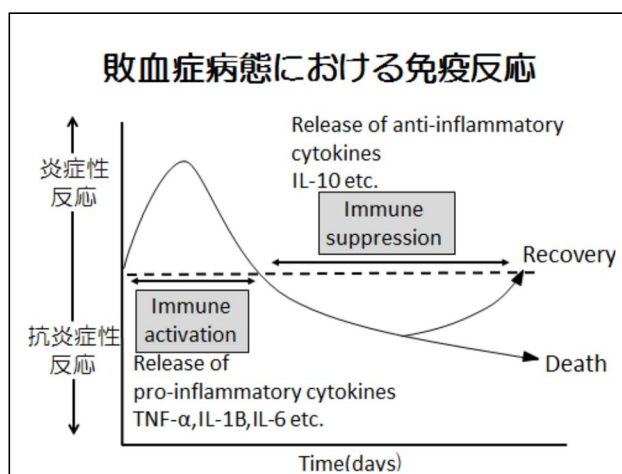 敗血症病態における免疫反応
炎症性
反応
抗炎症性
反応
Release of anti-inflammatory
cytokines
IL-10 etc.
Immune
suppression
Recovery
Immune
activation
Death
Release of
pro-inflammatory cytokines
TNF-α,IL-1B,IL-6 etc.
Time(days)